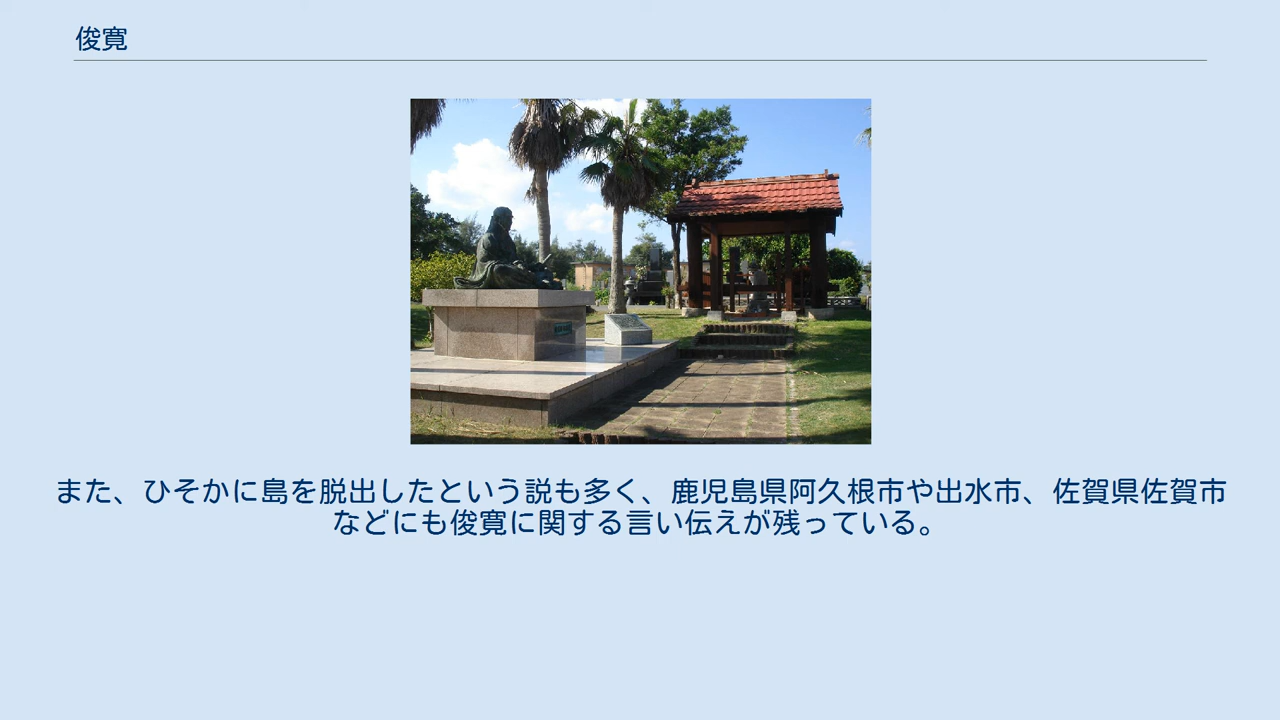 俊寛
また、ひそかに島を脱出したという説も多く、鹿児島県阿久根市や出水市、佐賀県佐賀市
などにも俊寛に関する言い伝えが残っている。